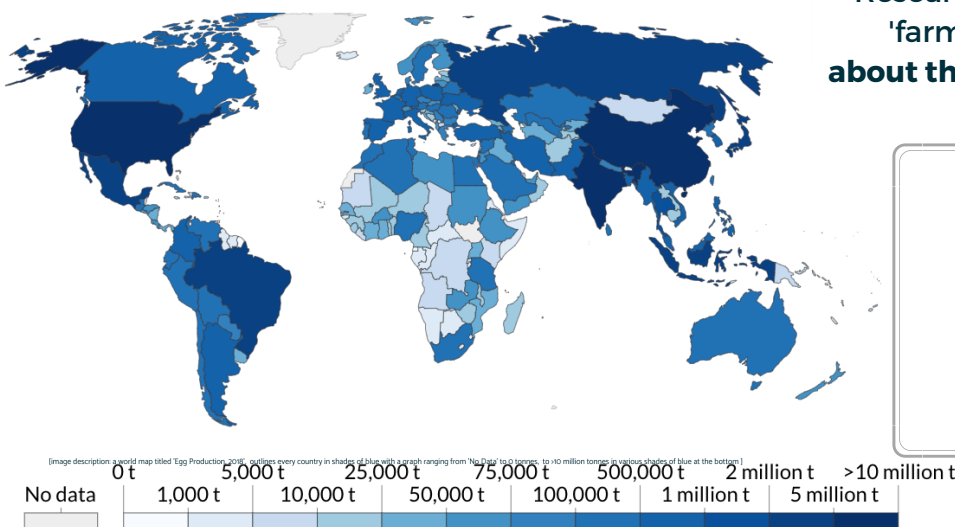 Resear
'farm
about th
[image description: a world map titled 'Egg Production, 2018', outlines every country in shades of blue with a graph ranging from 'No Data' to 0 tonnes, to >10 million tonnes in various shades of blue at the bottom ]
0 t 5,000 t 25,000 t 75,000 t 500,000 t 2 million t >10 million t
No data 1,000 t 10,000 t 50,000 t 100,000 t 1 million t 5 million t